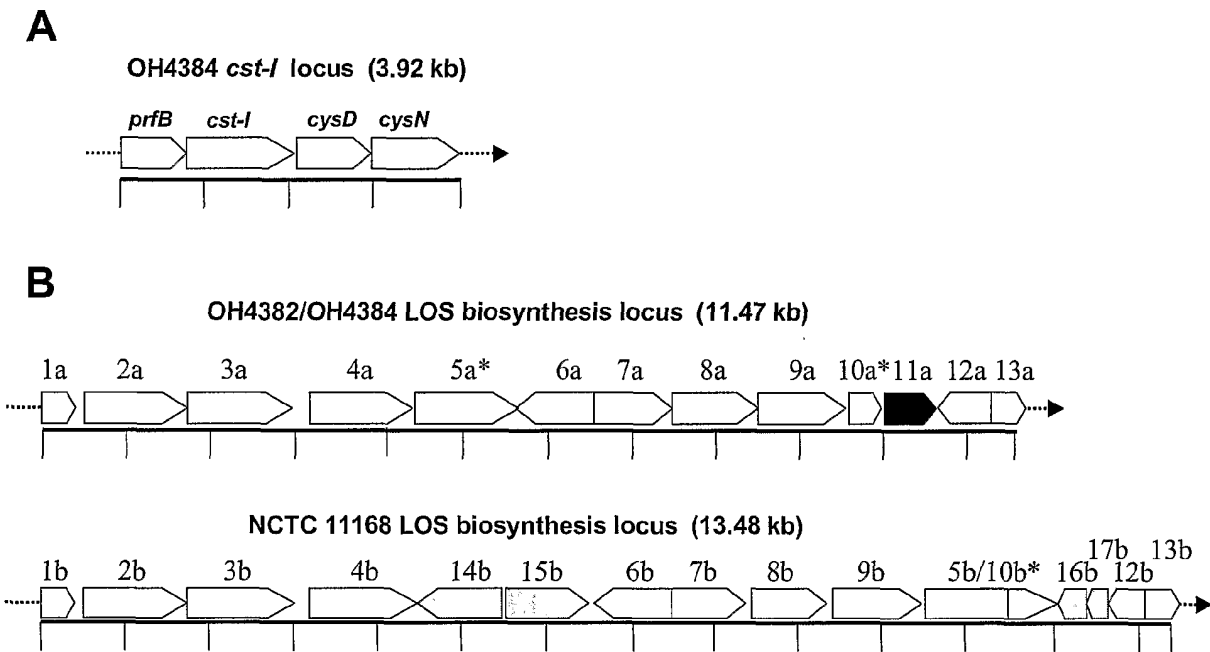 A
OH4384 cst-I locus (3.92 kb)
prfB cst-I cysD cysN
B
OH4382/OH4384 LOS biosynthesis locus (11.47 kb)
1a 2a 3a 4a 5a* 6a 7a 8a 9a 10a* 11a 12a 13a
NCTC 11168 LOS biosynthesis locus (13.48 kb)
1b 2b 3b 4b 14b 15b 6b 7b 8b 9b 5b/10b* 16b 17b 12b 13b